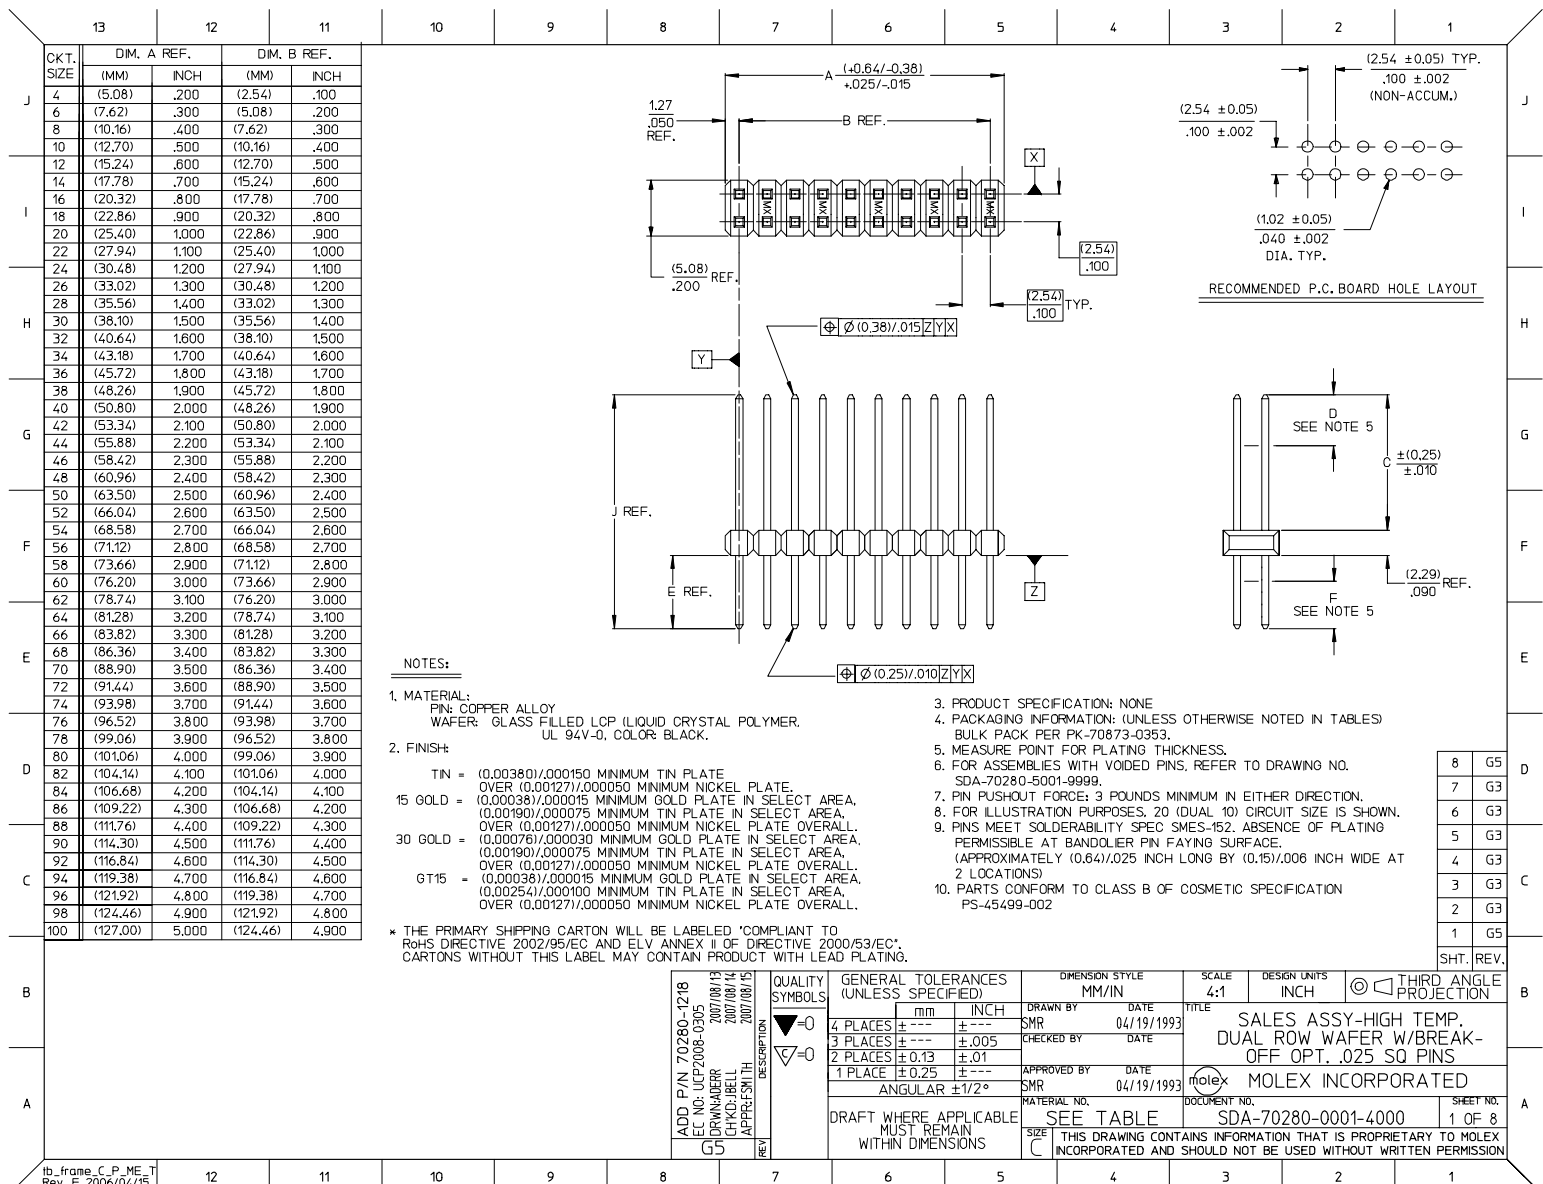 13 12 11 10 9 8 7 6 5 4 3 2 1
CKT. SIZE DIM. A REF. DIM. B REF.
(MM) INCH (MM) INCH
4 (5.08) .200 (2.54) .100
6 (7.62) .300 (5.08) .200
8 (10.16) .400 (7.62) .300
10 (12.70) .500 (10.16) .400
12 (15.24) .600 (12.70) .500
14 (17.78) .700 (15.24) .600
16 (20.32) .800 (17.78) .700
18 (22.86) .900 (20.32) .800
20 (25.40) 1.000 (22.86) .900
22 (27.94) 1.100 (25.40) 1.000
24 (30.48) 1.200 (27.94) 1.100
26 (33.02) 1.300 (30.48) 1.200
28 (35.56) 1.400 (33.02) 1.300
30 (38.10) 1.500 (35.56) 1.400
32 (40.64) 1.600 (38.10) 1.500
34 (43.18) 1.700 (40.64) 1.600
36 (45.72) 1.800 (43.18) 1.700
38 (48.26) 1.900 (45.72) 1.800
40 (50.80) 2.000 (48.26) 1.900
42 (53.34) 2.100 (50.80) 2.000
44 (55.88) 2.200 (53.34) 2.100
46 (58.42) 2.300 (55.88) 2.200
48 (60.96) 2.400 (58.42) 2.300
50 (63.50) 2.500 (60.96) 2.400
52 (66.04) 2.600 (63.50) 2.500
54 (68.58) 2.700 (66.04) 2.600
56 (71.12) 2.800 (68.58) 2.700
58 (73.66) 2.900 (71.12) 2.800
60 (76.20) 3.000 (73.66) 2.900
62 (78.74) 3.100 (76.20) 3.000
64 (81.28) 3.200 (78.74) 3.100
66 (83.82) 3.300 (81.28) 3.200
68 (86.36) 3.400 (83.82) 3.300
70 (88.90) 3.500 (86.36) 3.400
72 (91.44) 3.600 (88.90) 3.500
74 (93.98) 3.700 (91.44) 3.600
76 (96.52) 3.800 (93.98) 3.700
78 (99.06) 3.900 (96.52) 3.800
80 (101.06) 4.000 (99.06) 3.900
82 (104.14) 4.100 (101.06) 4.000
84 (106.68) 4.200 (104.14) 4.100
86 (109.22) 4.300 (106.68) 4.200
88 (111.76) 4.400 (109.22) 4.300
90 (114.30) 4.500 (111.76) 4.400
92 (116.84) 4.600 (114.30) 4.500
94 (119.38) 4.700 (116.84) 4.600
96 (121.92) 4.800 (119.38) 4.700
98 (124.46) 4.900 (121.92) 4.800
100 (127.00) 5.000 (124.46) 4.900
J
I
H
G
F
E
D
C
B
A
A (+0.64/-0.38)
+.025/-.015
1.27
.050
REF.
B REF.
X
MX MX MX MX
(5.08)
.200 REF.
(2.54)
.100
(2.54)
.100 TYP.
(2.54 ±0.05) TYP.
.100 ±.002
(NON-ACCUM.)
(2.54 ±0.05)
.100 ±.002
(1.02 ±0.05)
.040 ±.002
DIA. TYP.
RECOMMENDED P.C. BOARD HOLE LAYOUT
⌖ Ø (0.38)/.015 Z Y X
Y
J REF.
E REF.
Z
⌖ Ø (0.25)/.010 Z Y X
D
SEE NOTE 5
C ±(0.25)
±.010
(2.29)
.090 REF.
F
SEE NOTE 5
NOTES:
1. MATERIAL:
PIN: COPPER ALLOY
WAFER: GLASS FILLED LCP (LIQUID CRYSTAL POLYMER.
UL 94V-0, COLOR: BLACK.
2. FINISH:
TIN = (0.00380)/.000150 MINIMUM TIN PLATE
OVER (0.00127)/.000050 MINIMUM NICKEL PLATE.
15 GOLD = (0.00038)/.000015 MINIMUM GOLD PLATE IN SELECT AREA,
(0.00190)/.000075 MINIMUM TIN PLATE IN SELECT AREA,
OVER (0.00127)/.000050 MINIMUM NICKEL PLATE OVERALL.
30 GOLD = (0.00076)/.000030 MINIMUM GOLD PLATE IN SELECT AREA,
(0.00190)/.000075 MINIMUM TIN PLATE IN SELECT AREA,
OVER (0.00127)/.000050 MINIMUM NICKEL PLATE OVERALL.
GT15 = (0.00038)/.000015 MINIMUM GOLD PLATE IN SELECT AREA,
(0.00254)/.000100 MINIMUM TIN PLATE IN SELECT AREA,
OVER (0.00127)/.000050 MINIMUM NICKEL PLATE OVERALL.
* THE PRIMARY SHIPPING CARTON WILL BE LABELED "COMPLIANT TO
RoHS DIRECTIVE 2002/95/EC AND ELV ANNEX II OF DIRECTIVE 2000/53/EC".
CARTONS WITHOUT THIS LABEL MAY CONTAIN PRODUCT WITH LEAD PLATING.
3. PRODUCT SPECIFICATION: NONE
4. PACKAGING INFORMATION: (UNLESS OTHERWISE NOTED IN TABLES)
BULK PACK PER PK-70873-0353.
5. MEASURE POINT FOR PLATING THICKNESS.
6. FOR ASSEMBLIES WITH VOIDED PINS, REFER TO DRAWING NO.
SDA-70280-5001-9999.
7. PIN PUSHOUT FORCE: 3 POUNDS MINIMUM IN EITHER DIRECTION.
8. FOR ILLUSTRATION PURPOSES, 20 (DUAL 10) CIRCUIT SIZE IS SHOWN.
9. PINS MEET SOLDERABILITY SPEC SMES-152. ABSENCE OF PLATING
PERMISSIBLE AT BANDOLIER PIN FAYING SURFACE.
(APPROXIMATELY (0.64)/.025 INCH LONG BY (0.15)/.006 INCH WIDE AT
2 LOCATIONS)
10. PARTS CONFORM TO CLASS B OF COSMETIC SPECIFICATION
PS-45499-002
8 G5
7 G3
6 G3
5 G3
4 G3
3 G3
2 G3
1 G5
SHT. REV.
ADD P/N 70280-1218
EC NO: UCP2008-0305
DRWN:ADERR 2007/08/13
CH'KD:JBELL 2007/08/14
APPR:FSMITH 2007/08/15
G5
REV DESCRIPTION
QUALITY SYMBOLS
▼=0
C=0
GENERAL TOLERANCES
(UNLESS SPECIFIED)
mm INCH
4 PLACES ± --- ± ---
3 PLACES ± --- ± .005
2 PLACES ± 0.13 ± .01
1 PLACE ± 0.25 ± ---
ANGULAR ±1/2°
DRAFT WHERE APPLICABLE
MUST REMAIN
WITHIN DIMENSIONS
DIMENSION STYLE
MM/IN
SCALE
4:1
DESIGN UNITS
INCH
THIRD ANGLE
PROJECTION
DRAWN BY DATE
SMR 04/19/1993
CHECKED BY DATE
APPROVED BY DATE
SMR 04/19/1993
TITLE
SALES ASSY-HIGH TEMP.
DUAL ROW WAFER W/BREAK-
OFF OPT. .025 SQ PINS
molex MOLEX INCORPORATED
MATERIAL NO.
SEE TABLE
DOCUMENT NO.
SDA-70280-0001-4000
SHEET NO.
1 OF 8
SIZE
C
THIS DRAWING CONTAINS INFORMATION THAT IS PROPRIETARY TO MOLEX
INCORPORATED AND SHOULD NOT BE USED WITHOUT WRITTEN PERMISSION
tb_frame_C_P_ME_T
Rev. F 2006/04/15
12 11 10 9 8 7 6 5 4 3 2 1